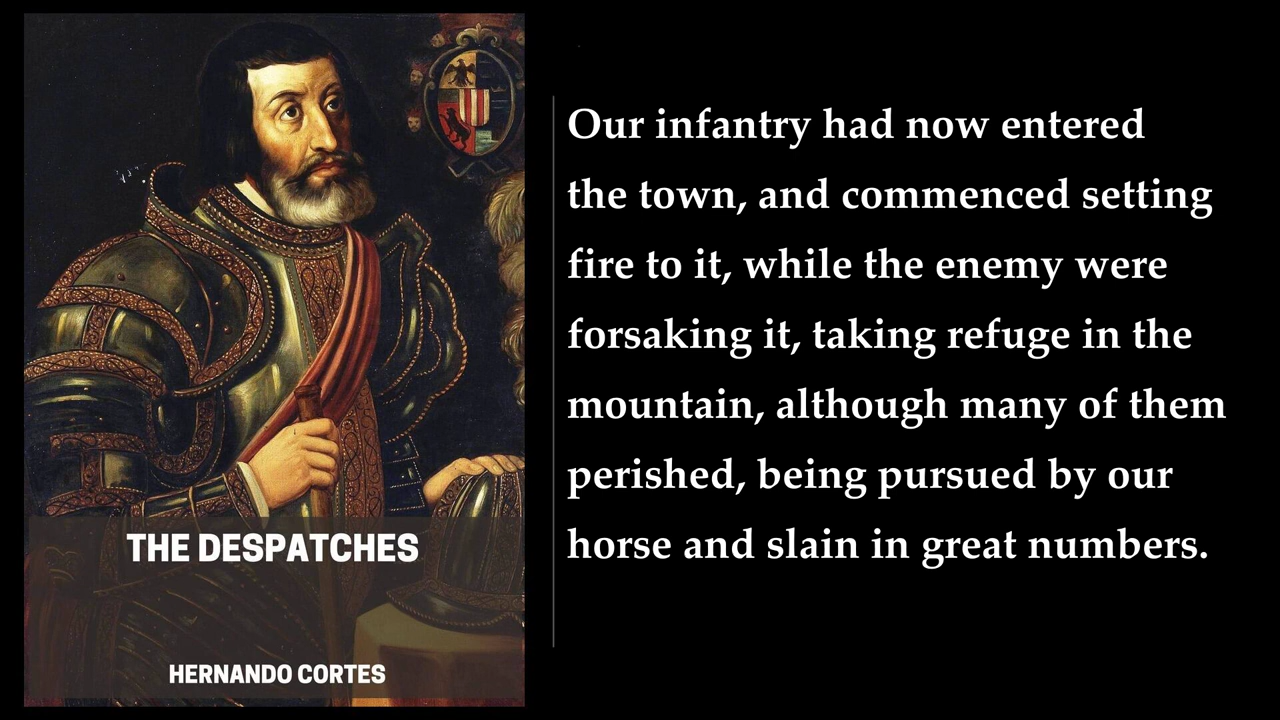 THE DESPATCHES
HERNANDO CORTES
Our infantry had now entered
the town, and commenced setting
fire to it, while the enemy were
forsaking it, taking refuge in the
mountain, although many of them
perished, being pursued by our
horse and slain in great numbers.